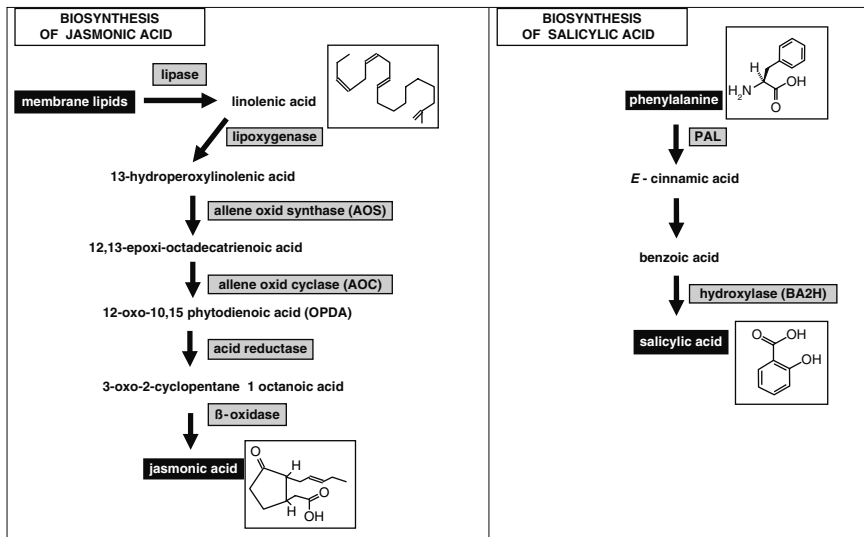 BIOSYNTHESIS
OF JASMONIC ACID
lipase
membrane lipids
linolenic acid
lipoxygenase
13-hydroperoxylinolenic acid
allene oxid synthase (AOS)
12,13-epoxi-octadecatrienoic acid
allene oxid cyclase (AOC)
12-oxo-10,15 phytodienoic acid (OPDA)
acid reductase
3-oxo-2-cyclopentane 1 octanoic acid
ß-oxidase
jasmonic acid
O
H
O
H
OH
BIOSYNTHESIS
OF SALICYLIC ACID
phenylalanine
H
H2N
OH
O
PAL
E - cinnamic acid
benzoic acid
hydroxylase (BA2H)
salicylic acid
O
OH
OH